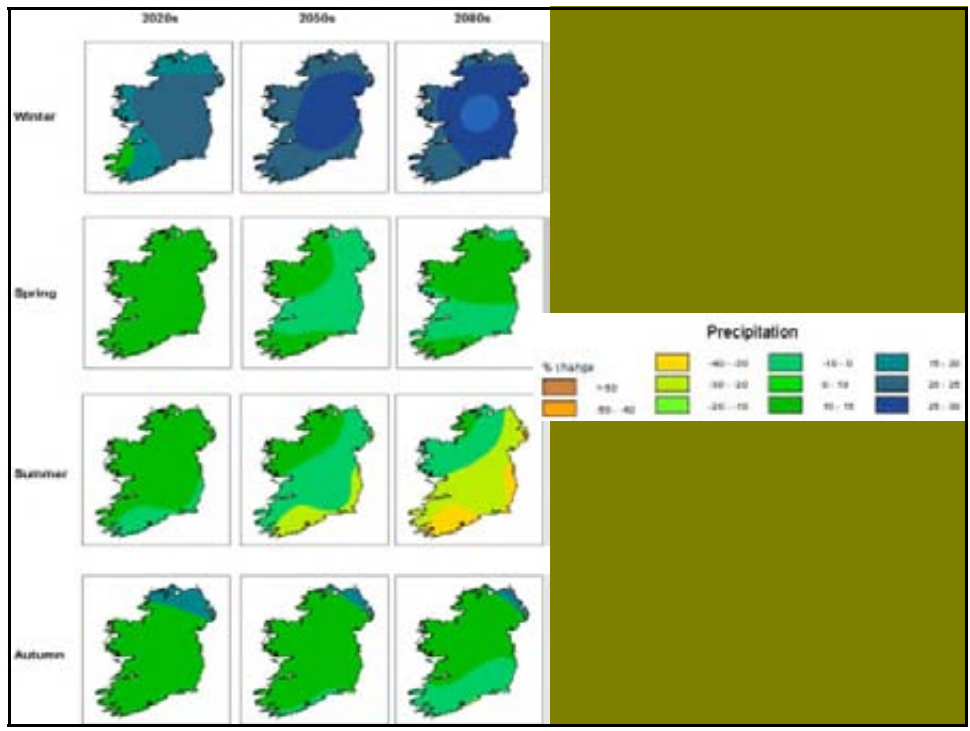 2020s 2050s 2080s
Winter
Spring
Precipitation
% change
-40 - -30
-10 - 0
15 - 20
>-50
-30 - -20
0 - 10
20 - 25
-20 - -10
10 - 15
25 - 30
Summer
Autumn